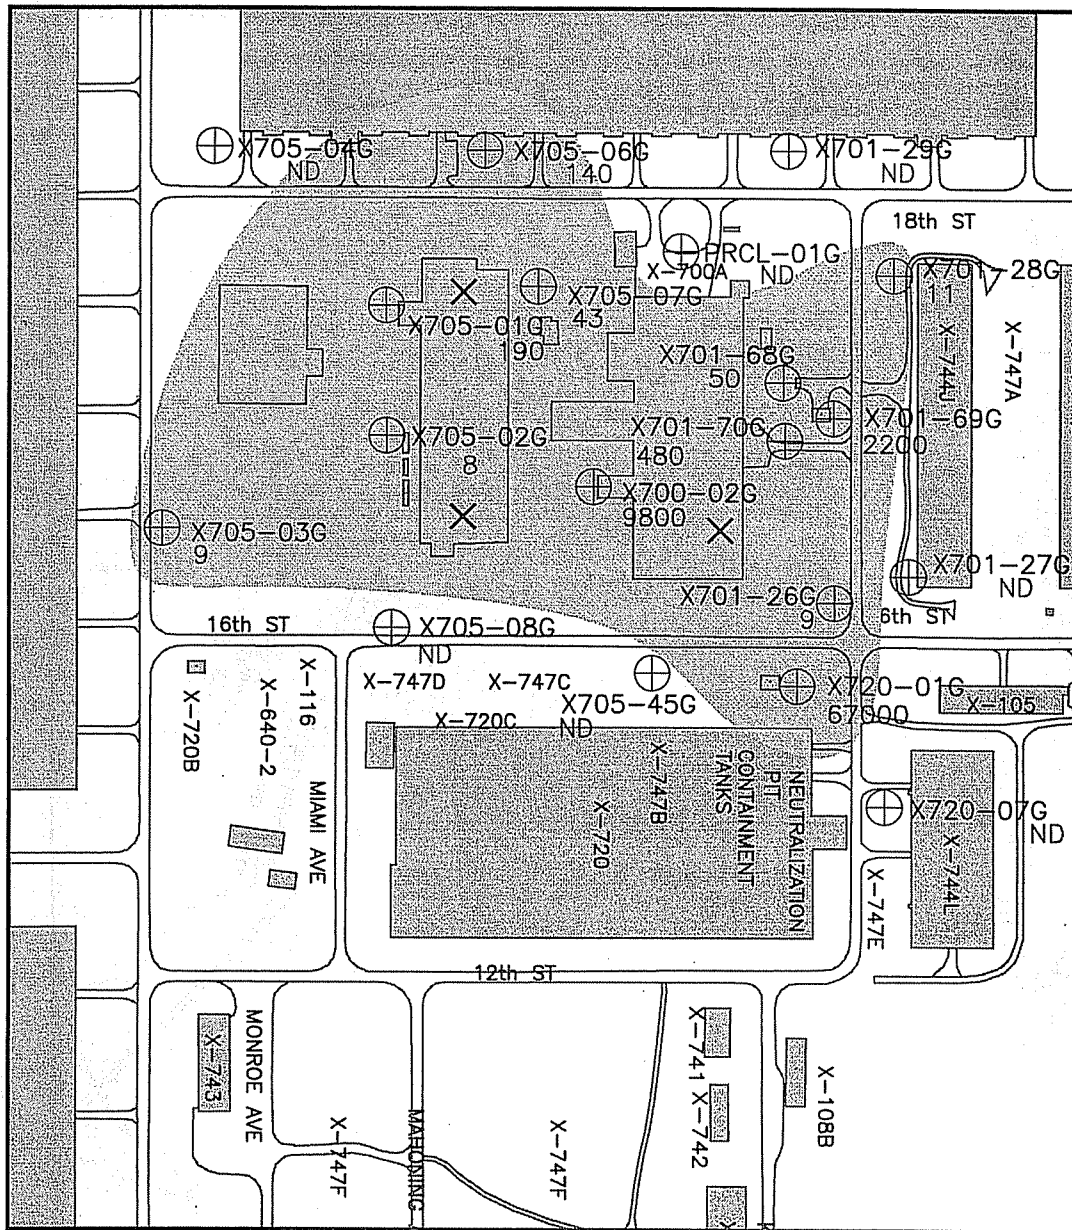 X705-04G
ND
X705-06G
140
X701-29G
ND
18th ST
PRCL-01G
ND
X-700A
X701-28G
11
X705-07G
43
X705-01G
190
X-744U
X-747A
X701-68G
50
X701-69G
2200
X705-02G
8
X701-70G
480
X700-02G
9800
X705-03G
9
X701-27G
ND
X701-26G
9
16th ST
6th ST
X705-08G
ND
X-747D
X-747C
X705-45G
ND
X-720C
X720-01G
67000
X-105
X-720B
X-640-2
X-116
MIAMI AVE
X-720
X-747B
CONTAINMENT
TANKS
NEUTRALIZATION
PIT
X720-07G
ND
X-744L
X-747E
12th ST
X-743
MONROE AVE
X-747F
MAHONING
X-747F
X-741
X-742
X-108B